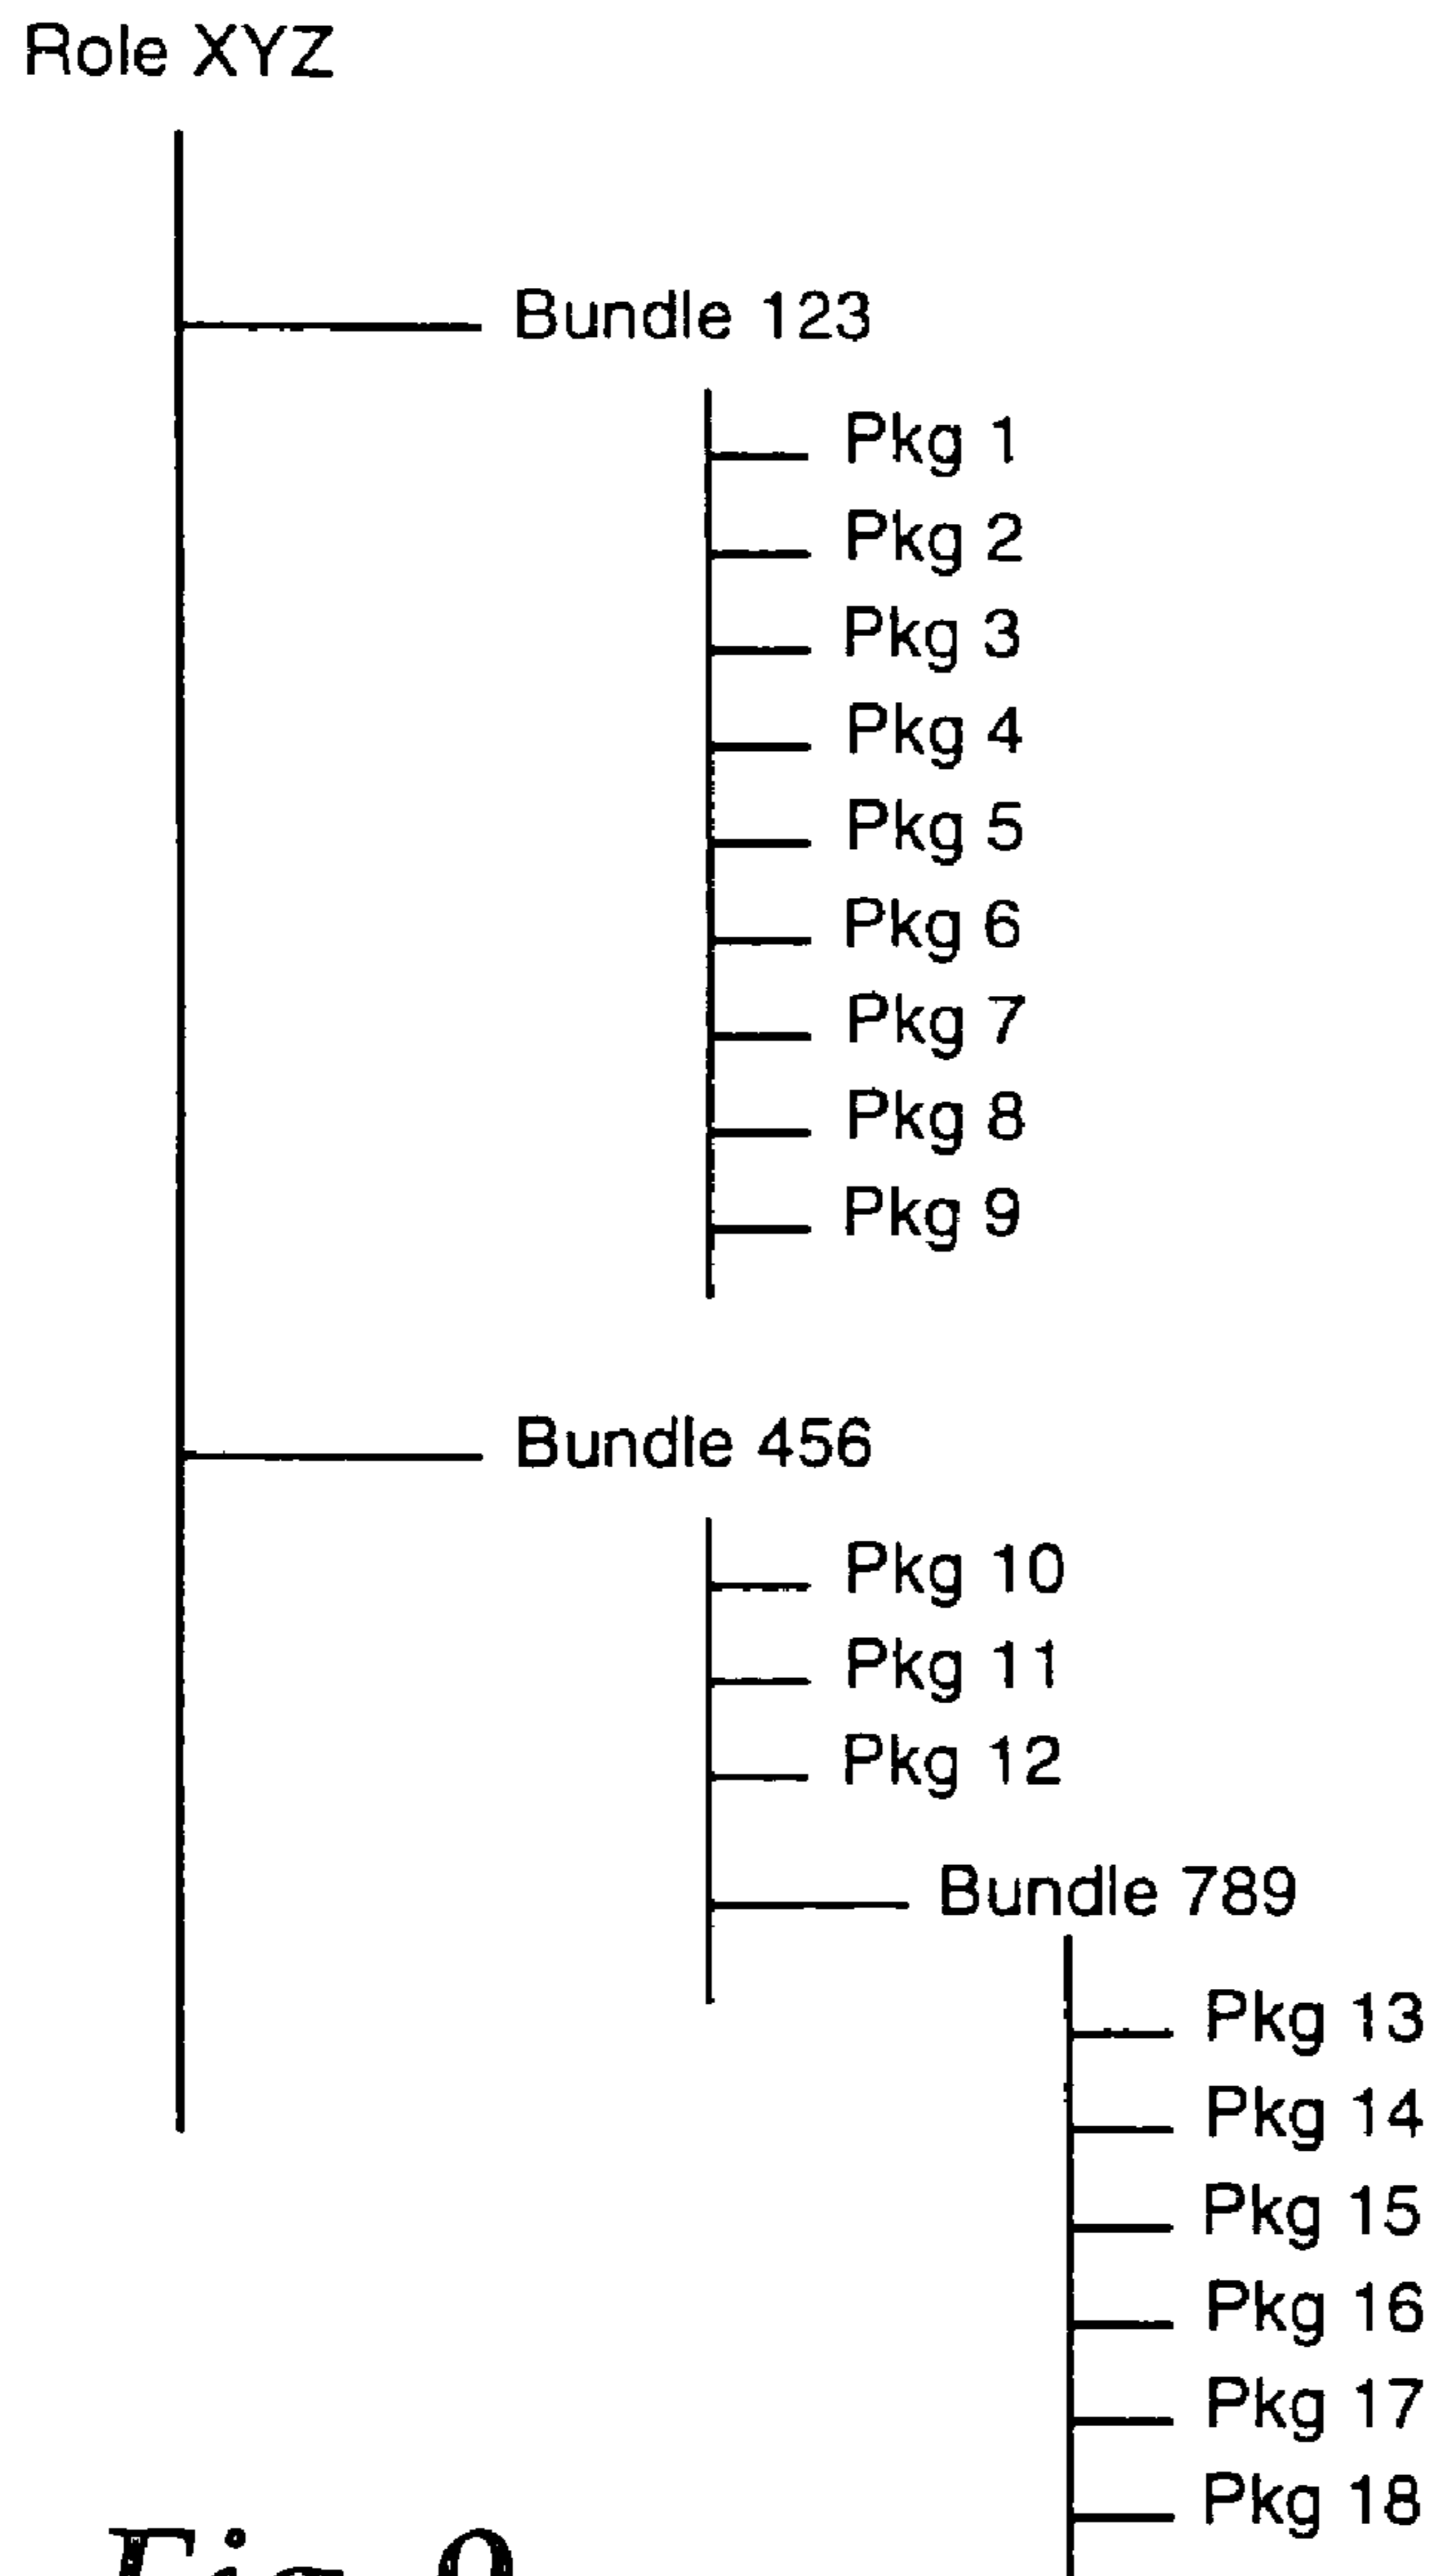 Role XYZ
Bundle 123
Pkg 1
Pkg 2
Pkg 3
Pkg 4
Pkg 5
Pkg 6
Pkg 7
Pkg 8
Pkg 9
Bundle 456
Pkg 10
Pkg 11
Pkg 12
Bundle 789
Pkg 13
Pkg 14
Pkg 15
Pkg 16
Pkg 17
Pkg 18